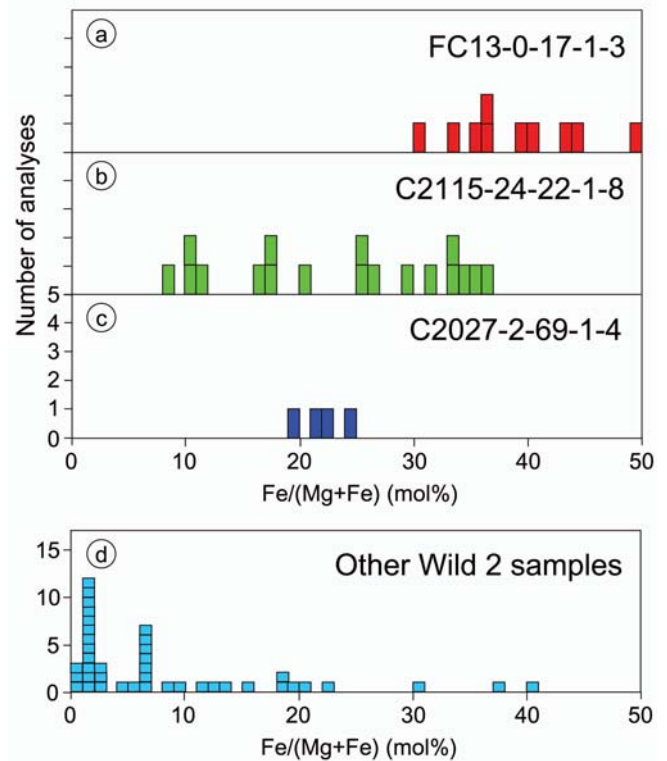 a
FC13-0-17-1-3
b
C2115-24-22-1-8
Number of analyses
c
C2027-2-69-1-4
5
4
3
2
1
0
0 10 20 30 40 50
Fe/(Mg+Fe) (mol%)
d
Other Wild 2 samples
15
10
5
0
0 10 20 30 40 50
Fe/(Mg+Fe) (mol%)